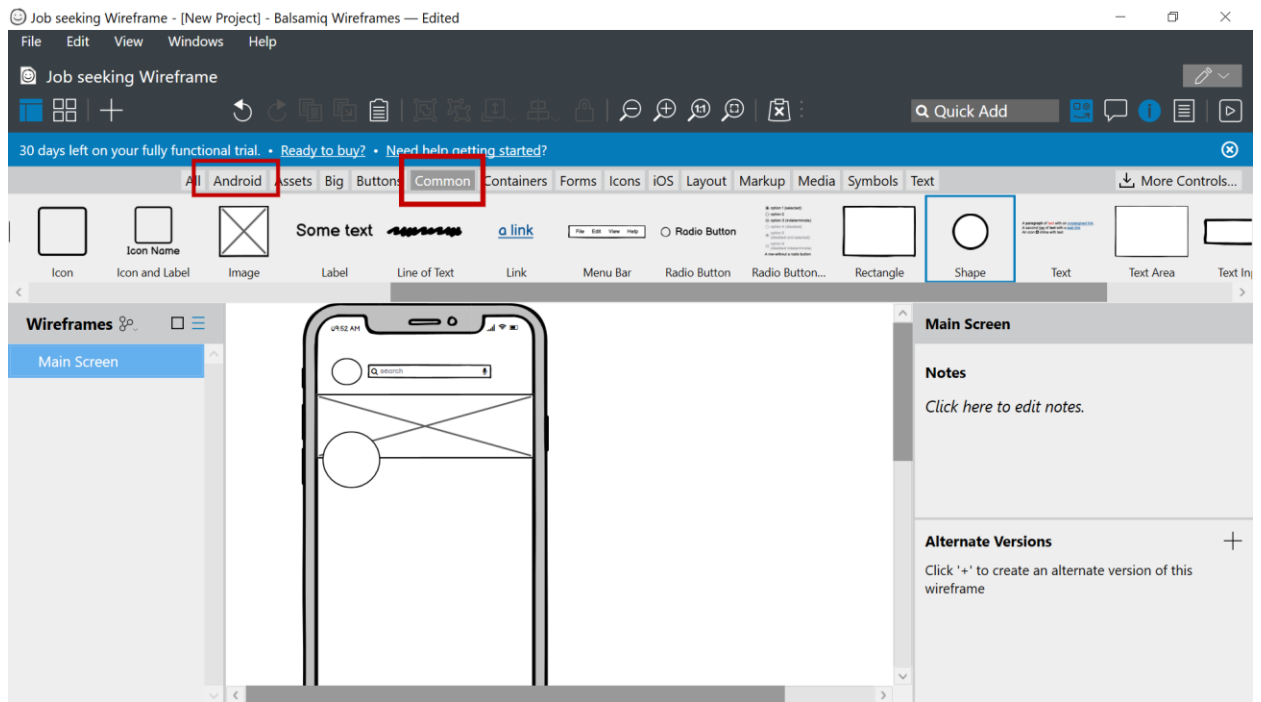 Job seeking Wireframe - [New Project] - Balsamiq Wireframes — Edited
File Edit View Windows Help
Job seeking Wireframe
1:1 Quick Add
30 days left on your fully functional trial. • Ready to buy? • Need help getting started?
All Android Assets Big Buttons Common Containers Forms Icons iOS Layout Markup Media Symbols Text More Controls...
Icon Name
Some text
a link
File Edit View Help
Radio Button
Icon Icon and Label Image Label Line of Text Link Menu Bar Radio Button Radio Button... Rectangle Shape Text Text Area Text In
Wireframes
Main Screen
09:52 AM
search
Main Screen
Notes
Click here to edit notes.
Alternate Versions
Click '+' to create an alternate version of this
wireframe